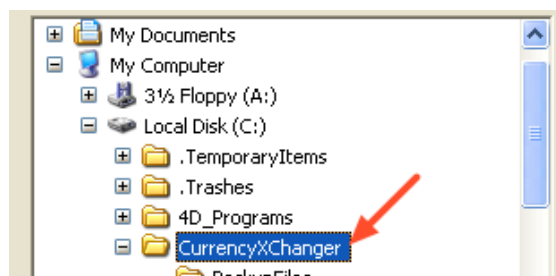 My Documents
My Computer
3½ Floppy (A:)
Local Disk (C:)
.TemporaryItems
.Trashes
4D_Programs
CurrencyXChanger